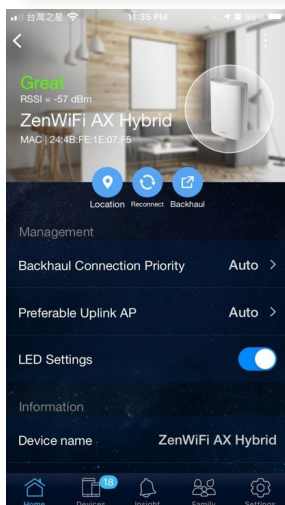 台灣之星 11:35 PM 98%
Great
RSSI = -57 dBm
ZenWiFi AX Hybrid
MAC | 24:4B:FE:1E:07:F5
Location Reconnect Backhaul
Management
Backhaul Connection Priority Auto >
Preferable Uplink AP Auto >
LED Settings
Information
Device name ZenWiFi AX Hybrid
18
Home Devices Insight Family Settings